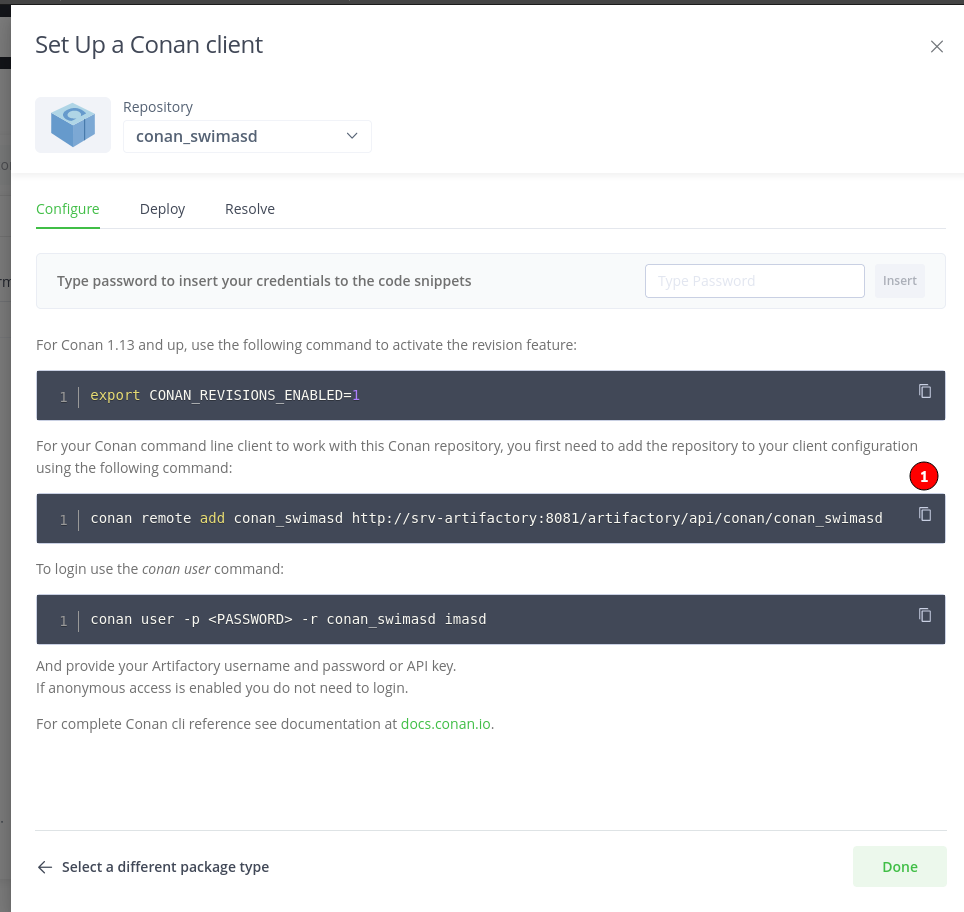 Set Up a Conan client
Repository
conan_swimasd
Configure Deploy Resolve
Type password to insert your credentials to the code snippets Type Password Insert
For Conan 1.13 and up, use the following command to activate the revision feature:
1 export CONAN_REVISIONS_ENABLED=1
For your Conan command line client to work with this Conan repository, you first need to add the repository to your client configuration
using the following command:
1
1 conan remote add conan_swimasd http://srv-artifactory:8081/artifactory/api/conan/conan_swimasd
To login use the conan user command:
1 conan user -p <PASSWORD> -r conan_swimasd imasd
And provide your Artifactory username and password or API key.
If anonymous access is enabled you do not need to login.
For complete Conan cli reference see documentation at docs.conan.io.
Select a different package type Done